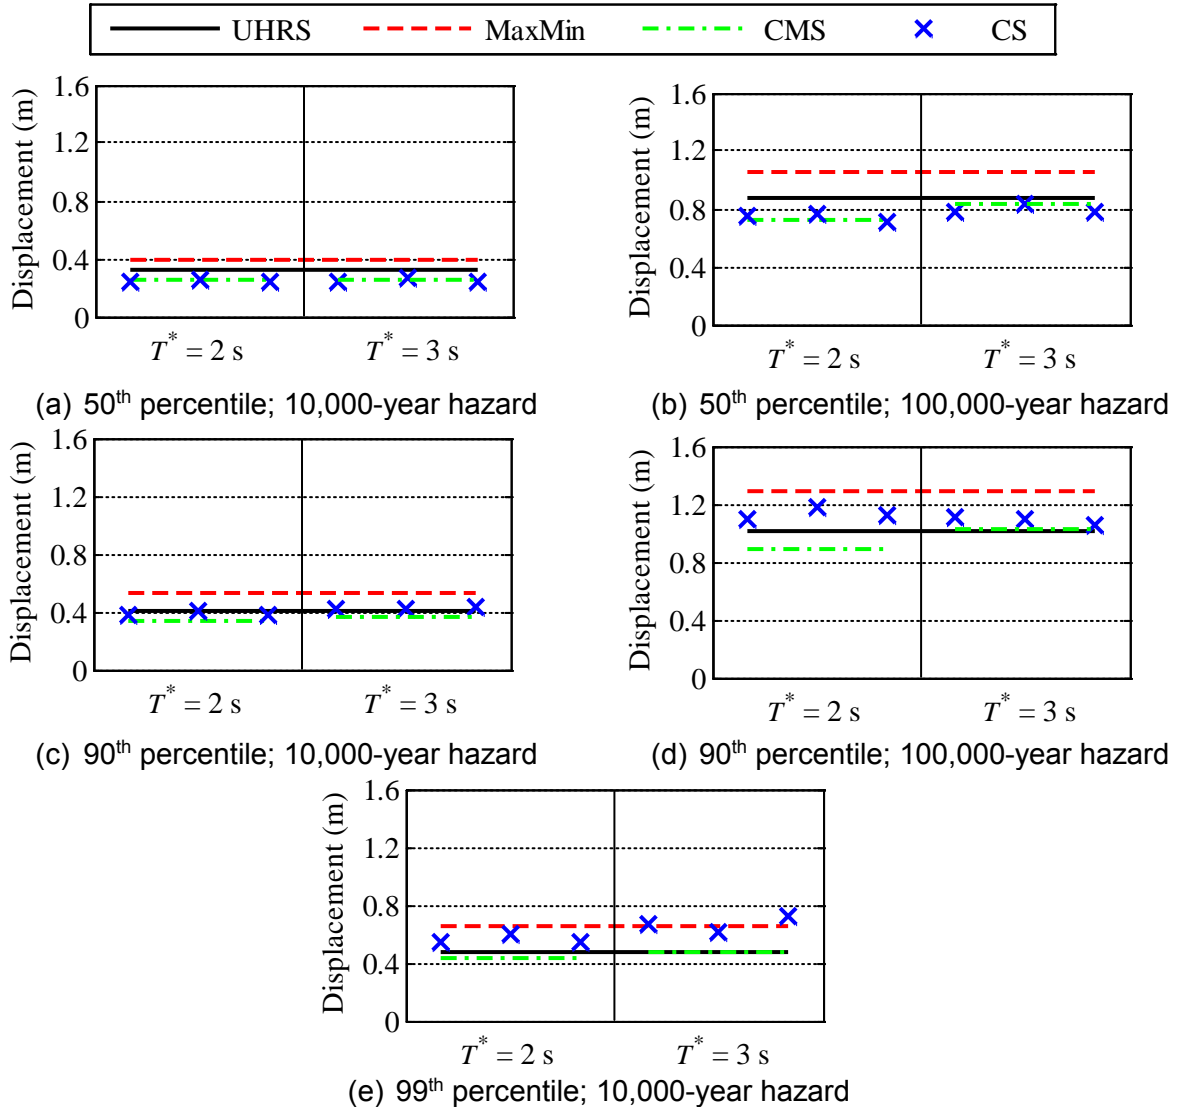 UHRS MaxMin CMS CS
Displacement (m)
1.6
1.2
0.8
0.4
0
T* = 2 s T* = 3 s
(a) 50th percentile; 10,000-year hazard
Displacement (m)
1.6
1.2
0.8
0.4
0
T* = 2 s T* = 3 s
(b) 50th percentile; 100,000-year hazard
Displacement (m)
1.6
1.2
0.8
0.4
0
T* = 2 s T* = 3 s
(c) 90th percentile; 10,000-year hazard
Displacement (m)
1.6
1.2
0.8
0.4
0
T* = 2 s T* = 3 s
(d) 90th percentile; 100,000-year hazard
Displacement (m)
1.6
1.2
0.8
0.4
0
T* = 2 s T* = 3 s
(e) 99th percentile; 10,000-year hazard